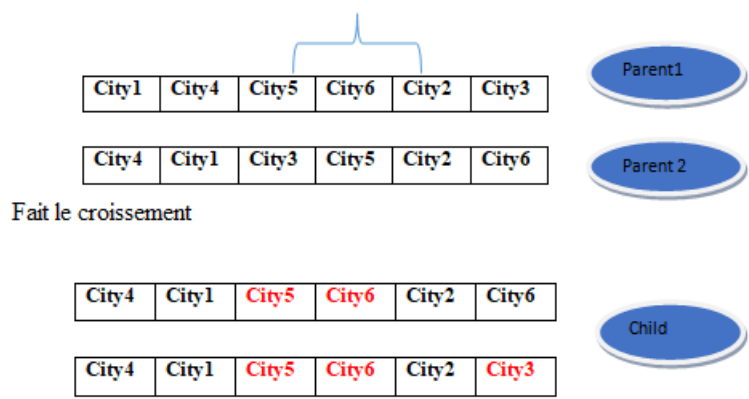 City1 City4 City5 City6 City2 City3 Parent1
City4 City1 City3 City5 City2 City6 Parent 2
Fait le croissement
City4 City1 City5 City6 City2 City6
Child
City4 City1 City5 City6 City2 City3